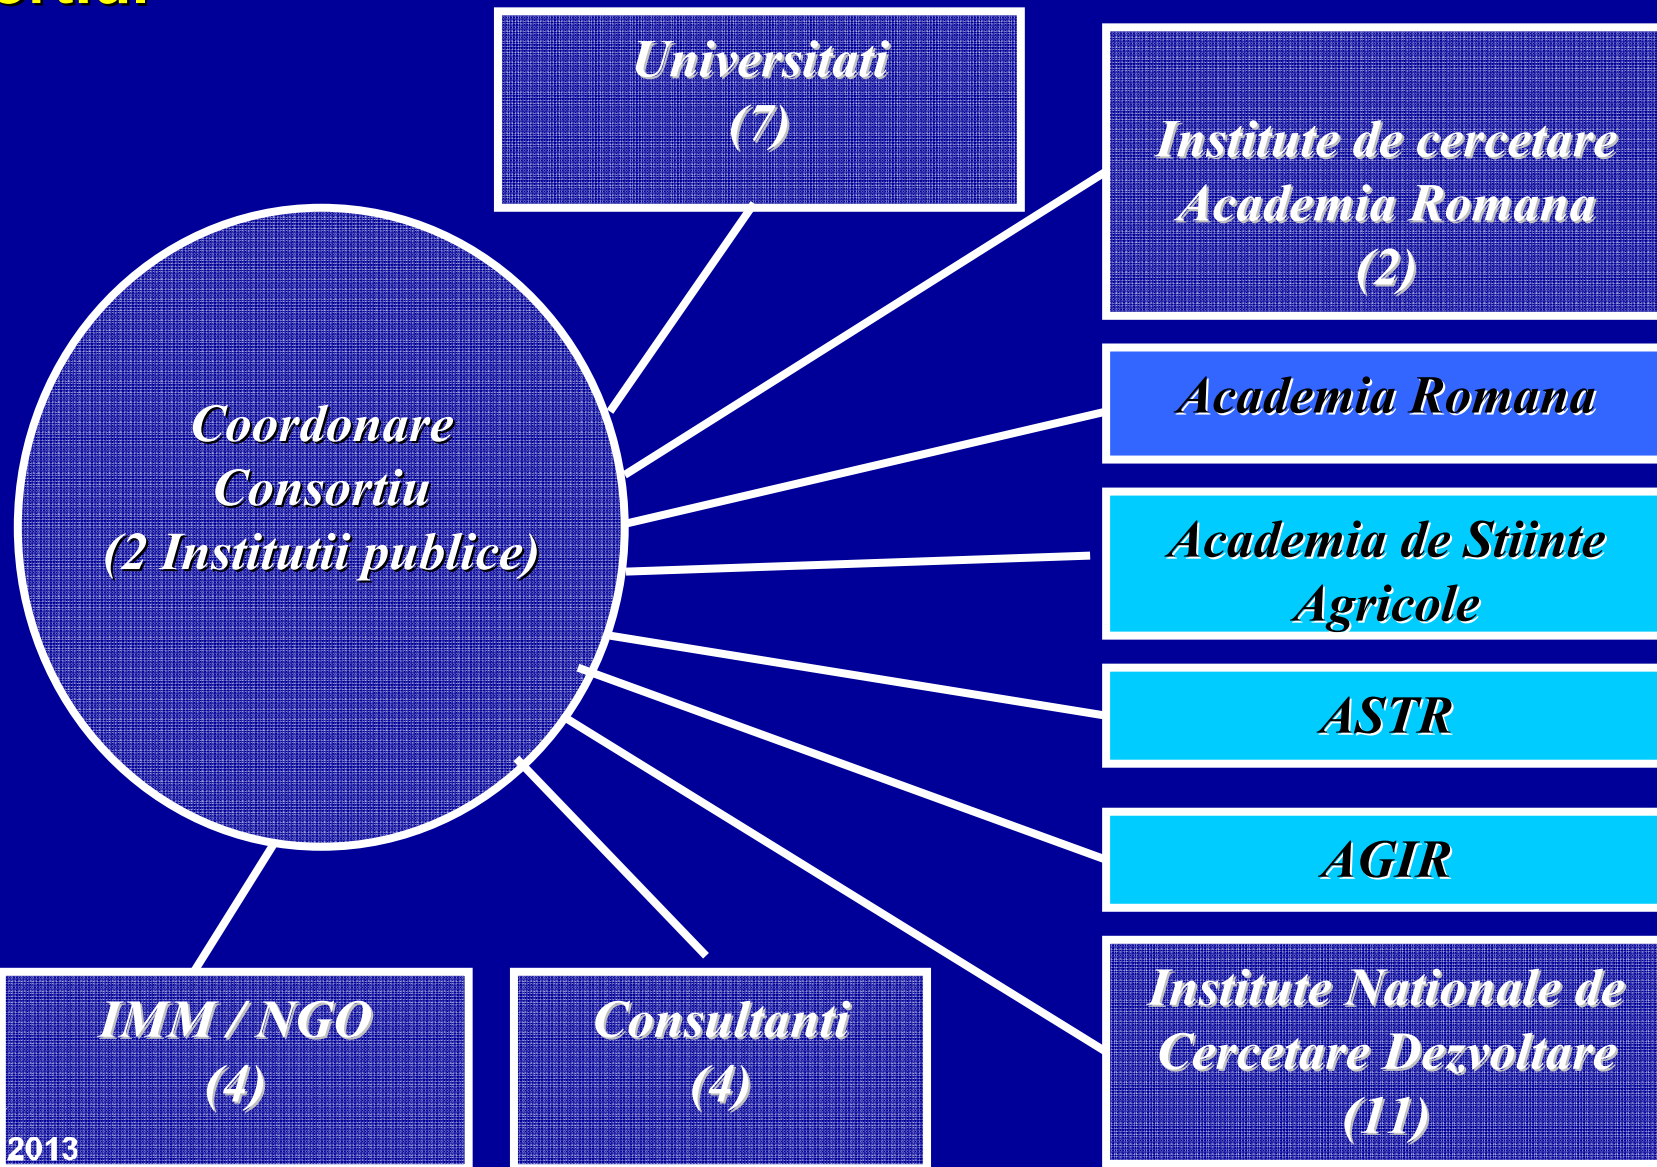 Universitati
(7)
Institute de cercetare
Academia Romana
(2)
Academia Romana
Coordonare
Consortiu
(2 Institutii publice)
Academia de Stiinte
Agricole
ASTR
AGIR
Institute Nationale de
Cercetare Dezvoltare
(11)
IMM / NGO
(4)
Consultanti
(4)
2013